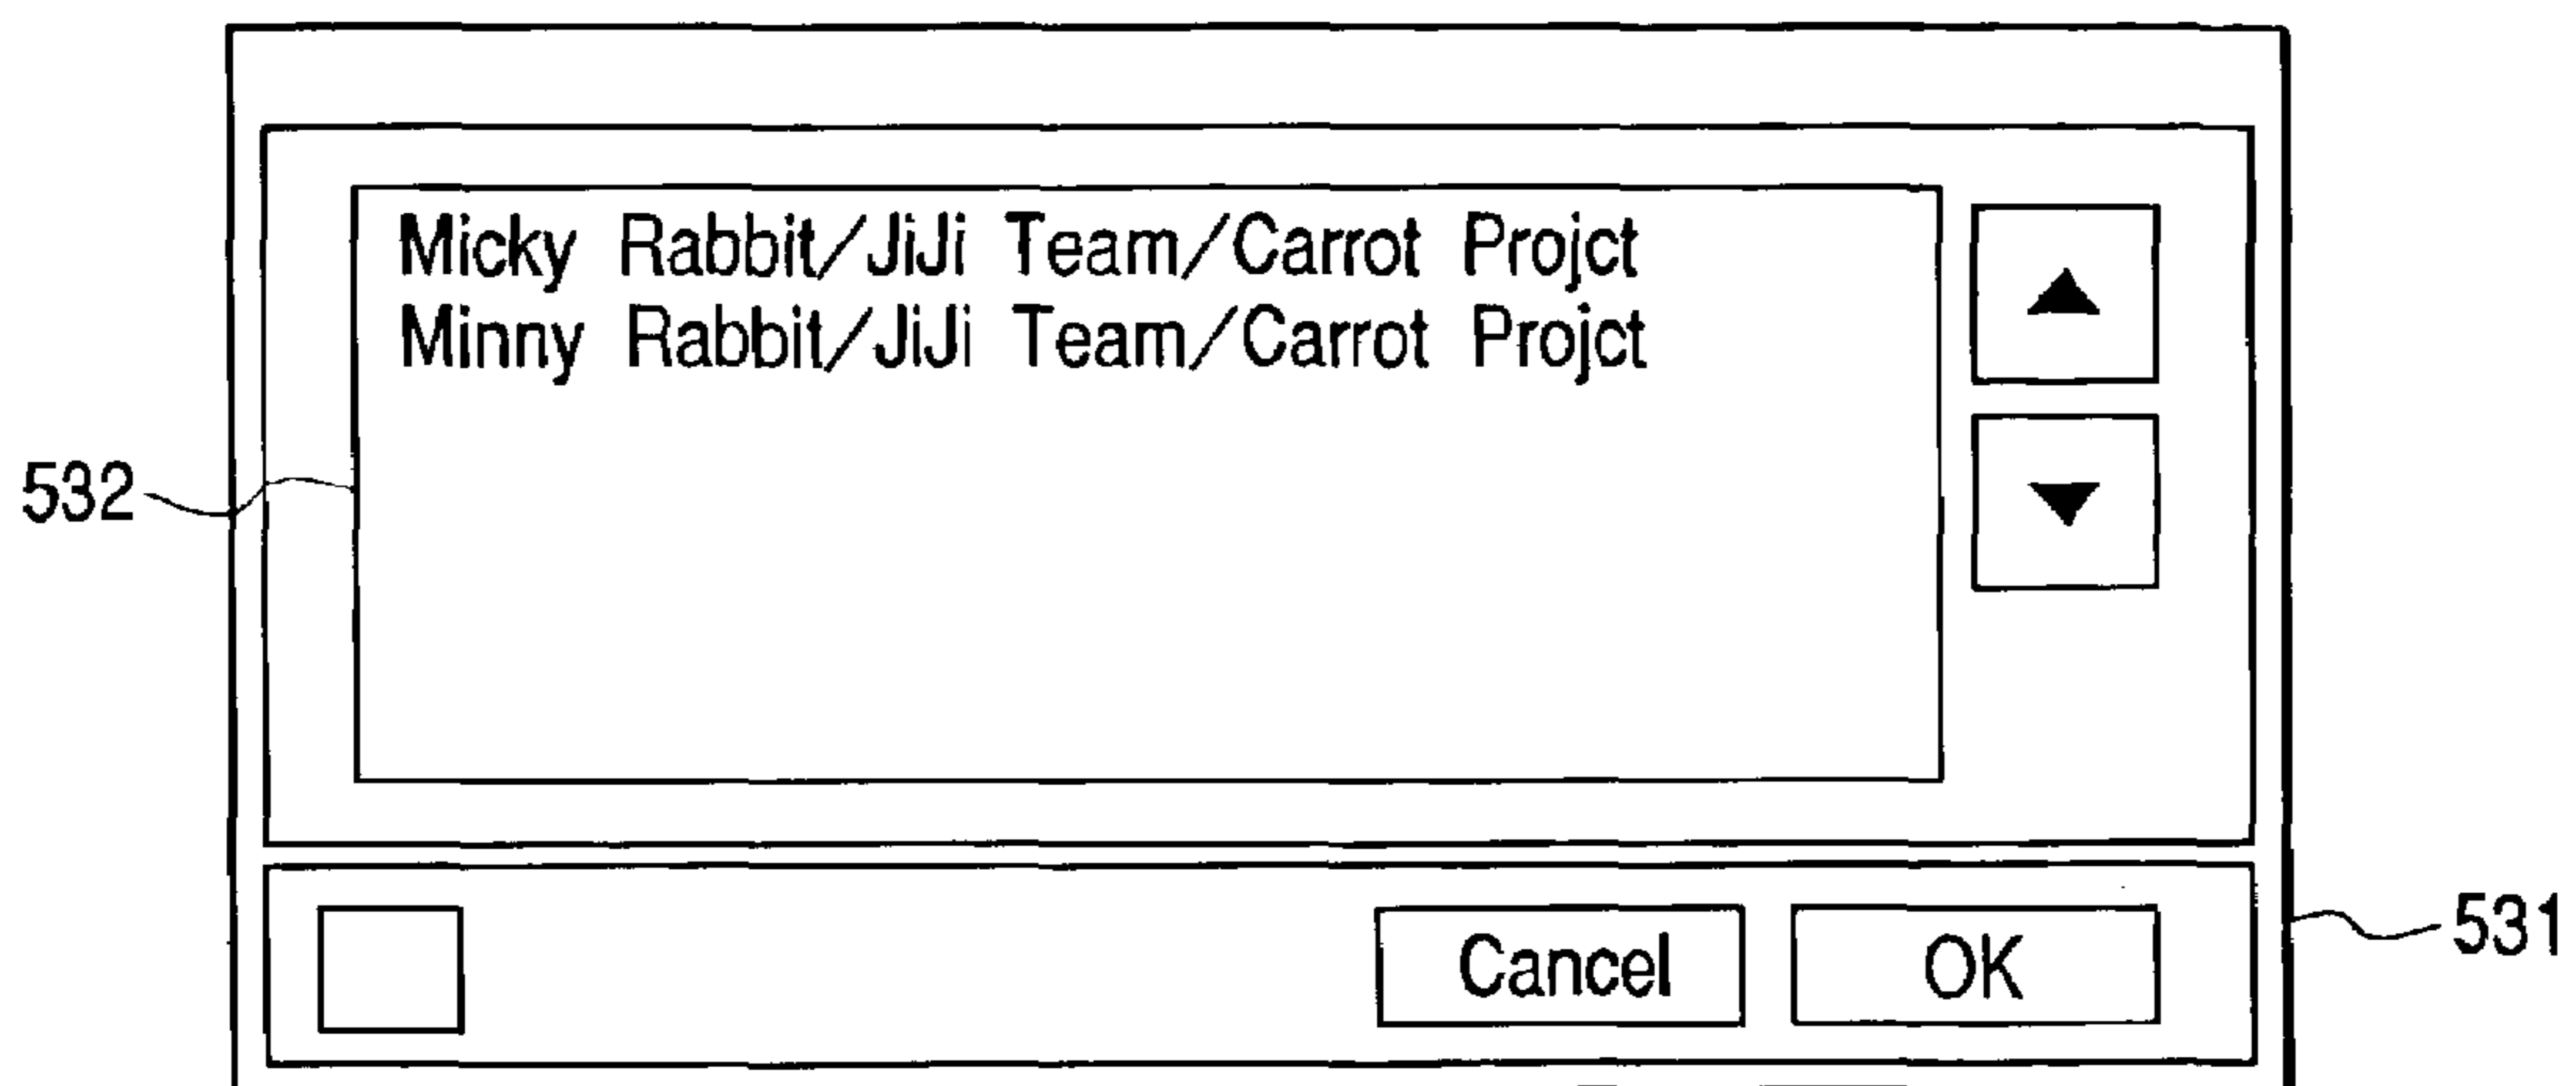 Micky Rabbit/JiJi Team/Carrot Projct
Minny Rabbit/JiJi Team/Carrot Projct
532
Cancel OK
531